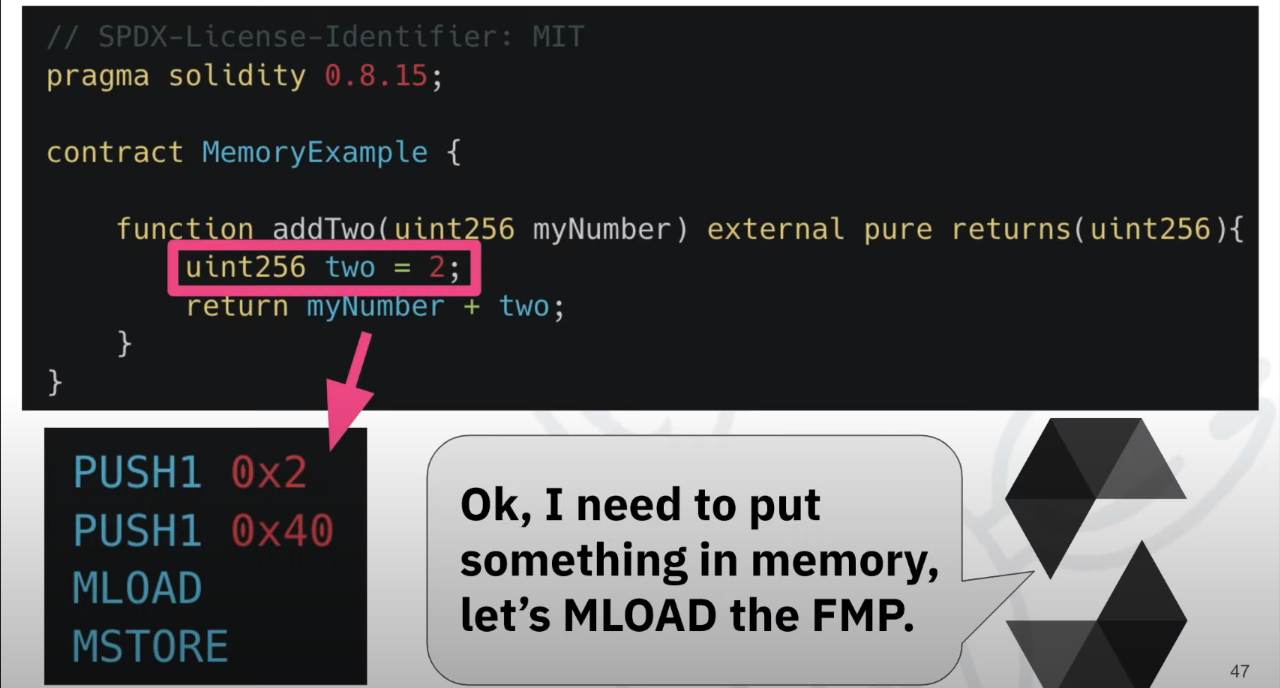 // SPDX-License-Identifier: MIT
pragma solidity 0.8.15;
contract MemoryExample {
function addTwo(uint256 myNumber) external pure returns(uint256){
uint256 two = 2;
return myNumber + two;
}
}
PUSH1 0x2
PUSH1 0x40
MLOAD
MSTORE
Ok, I need to put
something in memory,
let’s MLOAD the FMP.
47